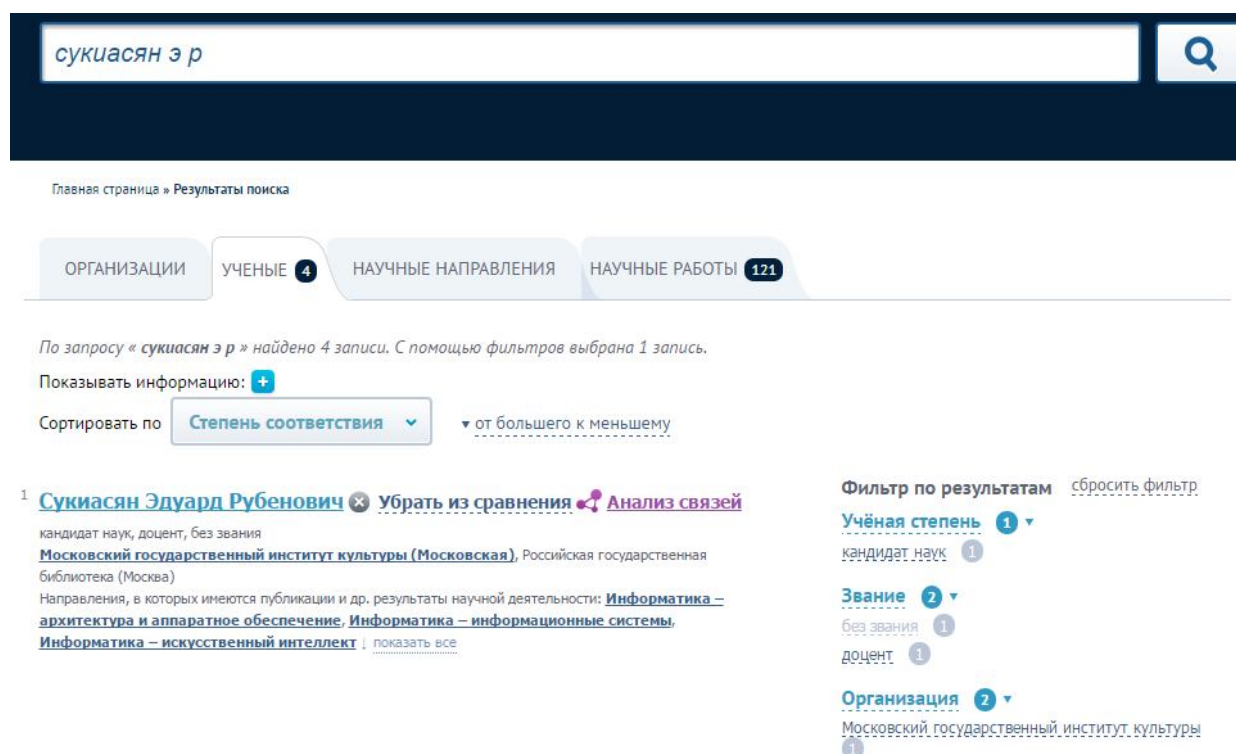 сукиасян э р
Главная страница » Результаты поиска
ОРГАНИЗАЦИИ УЧЕНЫЕ 4 НАУЧНЫЕ НАПРАВЛЕНИЯ НАУЧНЫЕ РАБОТЫ 121
По запросу « сукиасян э р » найдено 4 записи. С помощью фильтров выбрана 1 запись.
Показывать информацию: +
Сортировать по Степень соответствия ▾ от большего к меньшему
1 Сукиасян Эдуард Рубенович Убрать из сравнения Анализ связей
кандидат наук, доцент, без звания
Московский государственный институт культуры (Московская), Российская государственная
библиотека (Москва)
Направления, в которых имеются публикации и др. результаты научной деятельности: Информатика –
архитектура и аппаратное обеспечение, Информатика – информационные системы,
Информатика – искусственный интеллект ↓ показать все
Фильтр по результатам сбросить фильтр
Учёная степень 1 ▾
кандидат наук 1
Звание 2 ▾
без звания 1
доцент 1
Организация 2 ▾
Московский государственный институт культуры
1